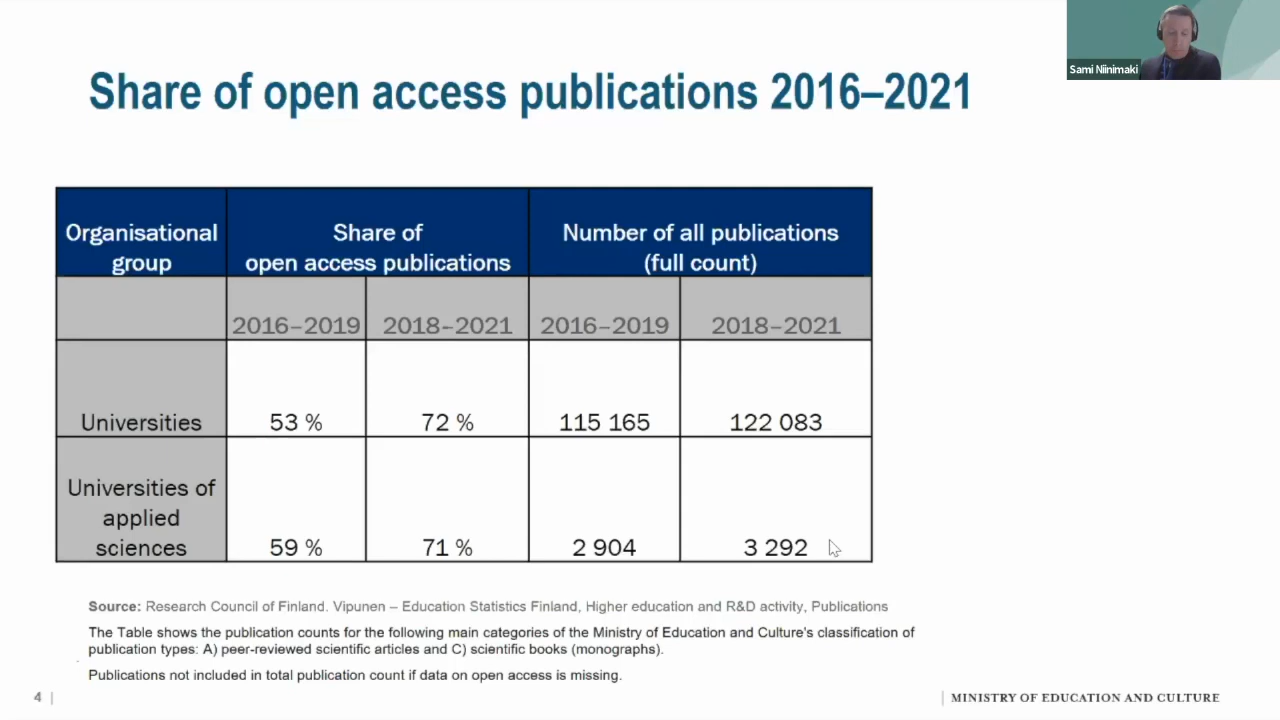 Sami Niinimaki
Share of open access publications 2016–2021
Organisational
group
Share of
open access publications
Number of all publications
(full count)
2016–2019 2018–2021 2016–2019 2018–2021
Universities 53 % 72 % 115 165 122 083
Universities of
applied
sciences 59 % 71 % 2 904 3 292
Source: Research Council of Finland. Vipunen – Education Statistics Finland, Higher education and R&D activity, Publications
The Table shows the publication counts for the following main categories of the Ministry of Education and Culture's classification of
publication types: A) peer-reviewed scientific articles and C) scientific books (monographs).
Publications not included in total publication count if data on open access is missing.
4 | | MINISTRY OF EDUCATION AND CULTURE